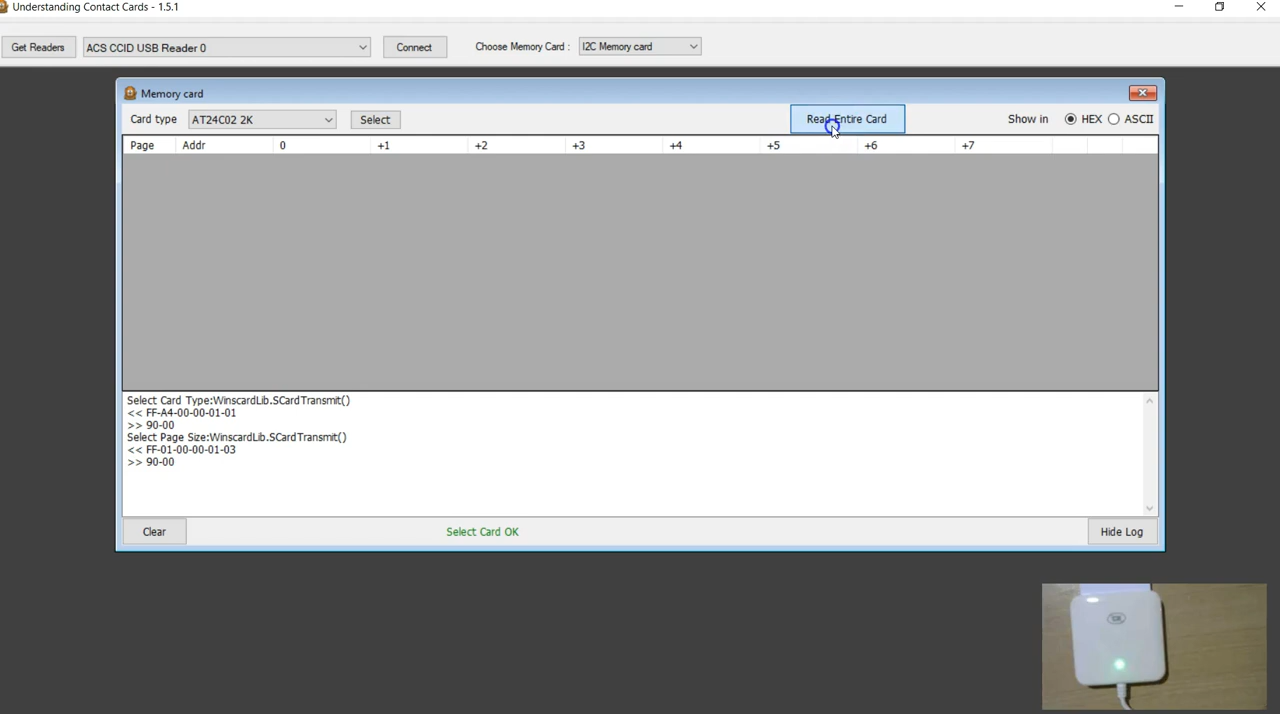 Understanding Contact Cards - 1.5.1
Get Readers ACS CCID USB Reader 0 Connect Choose Memory Card : I2C Memory card
Memory card
Card type AT24C02 2K Select Read Entire Card Show in HEX ASCII
Page Addr 0 +1 +2 +3 +4 +5 +6 +7
Select Card Type:WinscardLib.SCardTransmit()
<< FF-A4-00-00-01-01
>> 90-00
Select Page Size:WinscardLib.SCardTransmit()
<< FF-01-00-00-01-03
>> 90-00
Clear Select Card OK Hide Log